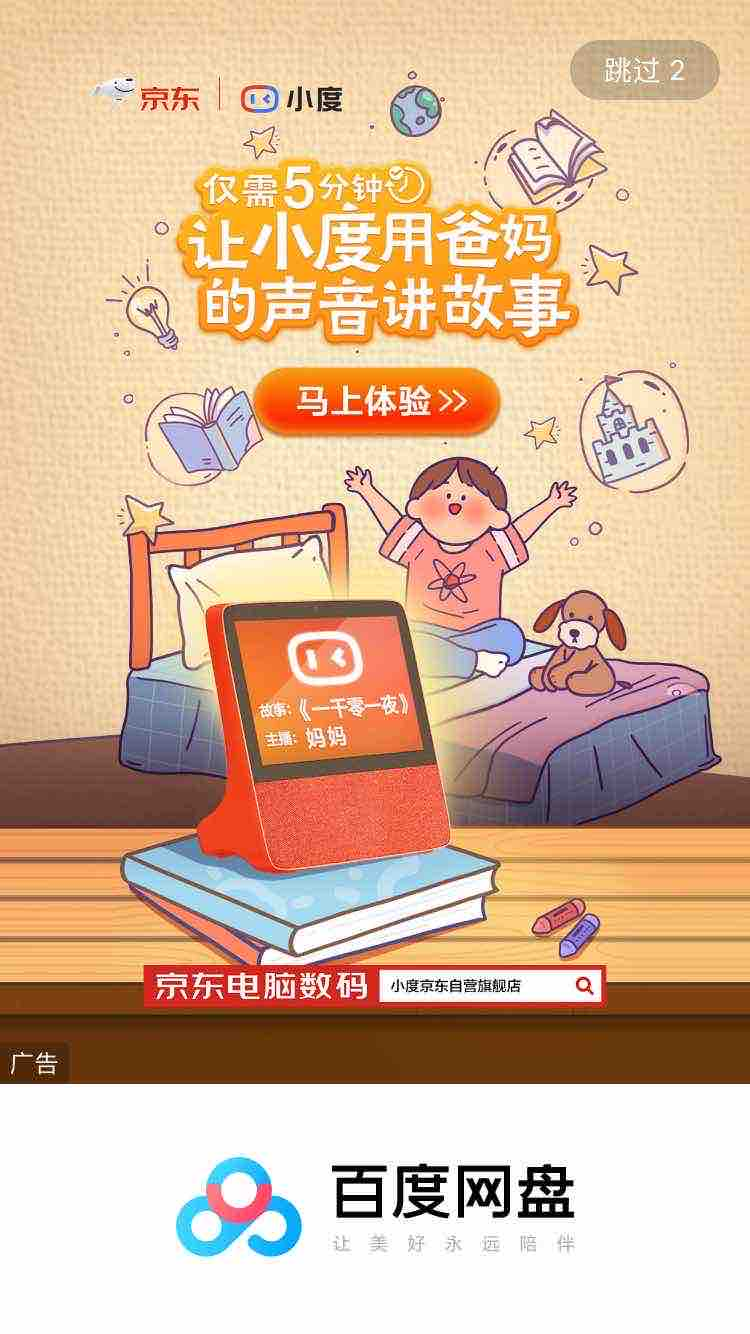 跳过 2
京东 小度
仅需5分钟
让小度用爸妈
的声音讲故事
马上体验>>
故事:《一千零一夜》
主播: 妈妈
京东电脑数码 小度京东自营旗舰店
广告
百度网盘
让美好永远陪伴